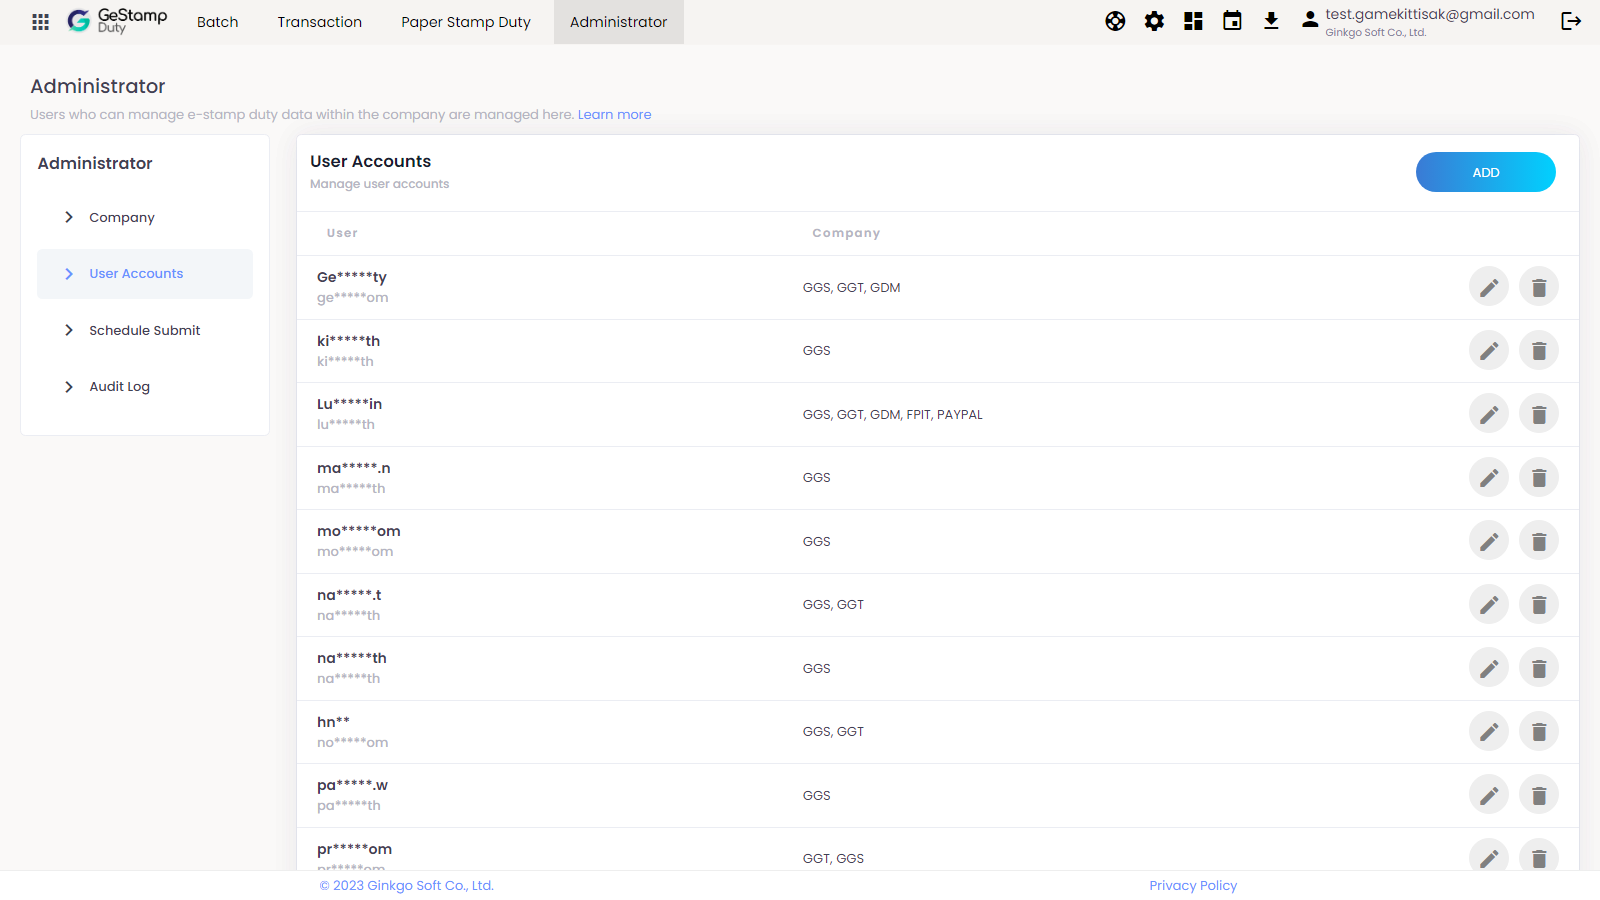 GeStamp Duty
Batch
Transaction
Paper Stamp Duty
Administrator
test.gamekittisak@gmail.com
Ginkgo Soft Co., Ltd.
Administrator
Users who can manage e-stamp duty data within the company are managed here. Learn more
Administrator
Company
User Accounts
Schedule Submit
Audit Log
User Accounts
Manage user accounts
ADD
User Company
Ge*****ty
ge*****om
GGS, GGT, GDM
ki*****th
ki*****th
GGS
Lu*****in
lu*****th
GGS, GGT, GDM, FPIT, PAYPAL
ma*****.n
ma*****th
GGS
mo*****om
mo*****om
GGS
na*****.t
na*****th
GGS, GGT
na*****th
na*****th
GGS
hn**
no*****om
GGS, GGT
pa*****.w
pa*****th
GGS
pr*****om
pr*****om
GGT, GGS
© 2023 Ginkgo Soft Co., Ltd.
Privacy Policy